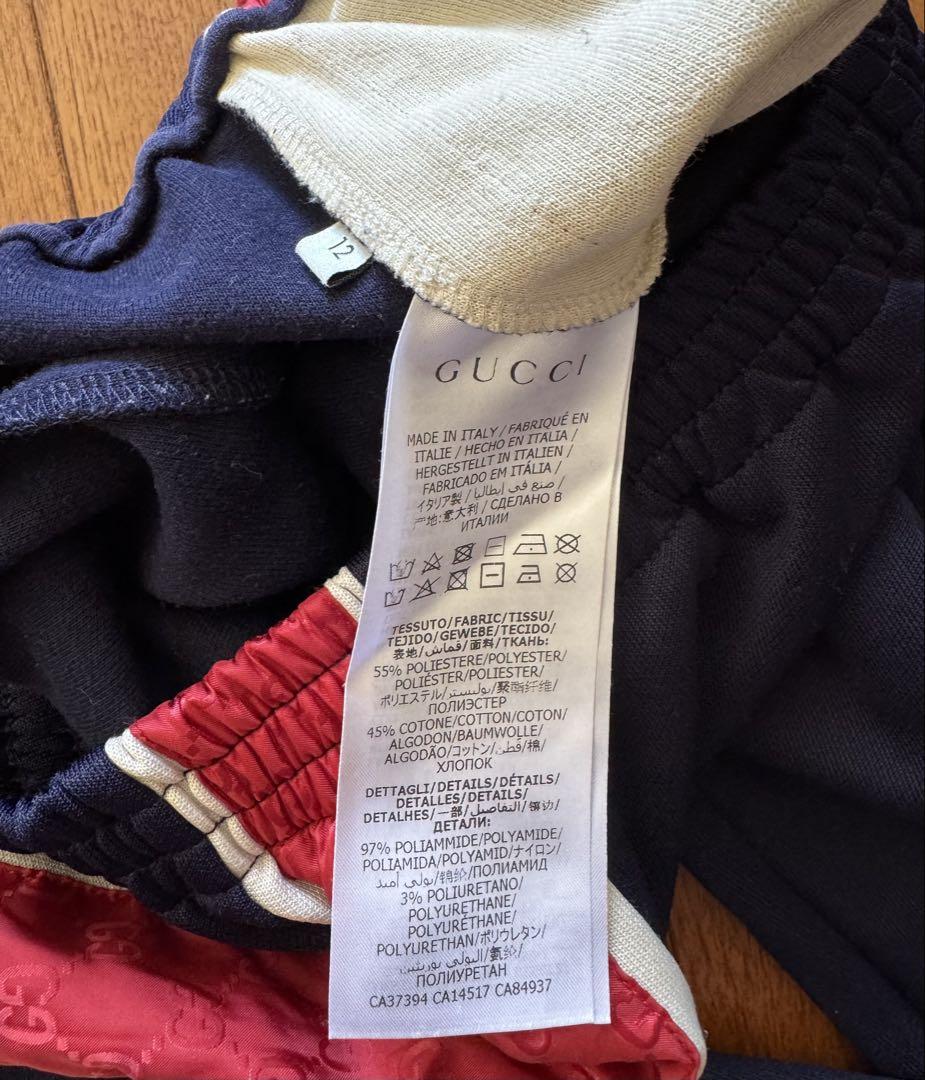 12
GUCCI
MADE IN ITALY / FABRIQUÉ EN
ITALIE / HECHO EN ITALIA /
HERGESTELLT IN ITALIEN /
FABRICADO EM ITÁLIA /
イタリア製 / صنع في إيطاليا /
产地:意大利 / СДЕЛАНО В
ИТАЛИИ
TESSUTO/FABRIC/TISSU/
TEJIDO/GEWEBE/TECIDO/
表地/قماش/面料/ТКАНЬ:
55% POLIESTERE/POLYESTER/
POLIÉSTER/POLIESTER/
ポリエステル/بوليستر/聚酯纤维/
ПОЛИЭСТЕР
45% COTONE/COTTON/COTON/
ALGODON/BAUMWOLLE/
ALGODÃO/コットン/قطن/棉/
ХЛОПОК
DETTAGLI/DETAILS/DÉTAILS/
DETALLES/DETAILS/
DETALHES/一部/التفاصيل/镶边/
ДЕТАЛИ:
97% POLIAMMIDE/POLYAMIDE/
POLIAMIDA/POLYAMID/ナイロン/
بولي أميد/锦纶/ПОЛИАМИД
3% POLIURETANO/
POLYURETHANE/
POLYURÉTHANE/
POLYURETHAN/ポリウレタン/
البولي يوريثين/氨纶/
ПОЛИУРЕТАН
CA37394 CA14517 CA84937